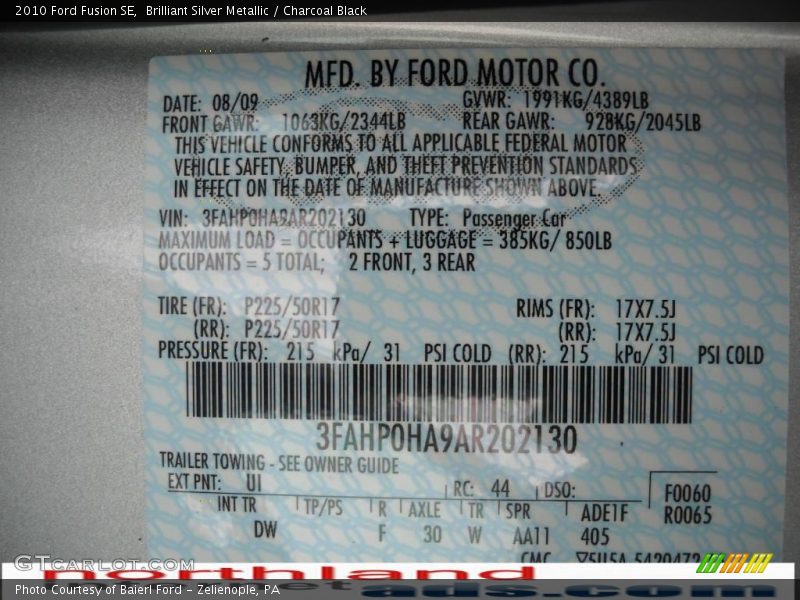 2010 Ford Fusion SE,  Brilliant Silver Metallic / Charcoal Black
MFD. BY FORD MOTOR CO.
DATE: 08/09 GVWR: 1991KG/4389LB
FRONT GAWR: 1063KG/2344LB REAR GAWR: 928KG/2045LB
THIS VEHICLE CONFORMS TO ALL APPLICABLE FEDERAL MOTOR
VEHICLE SAFETY, BUMPER, AND THEFT PREVENTION STANDARDS
IN EFFECT ON THE DATE OF MANUFACTURE SHOWN ABOVE.
VIN: 3FAHP0HA9AR202130 TYPE: Passenger Car
MAXIMUM LOAD = OCCUPANTS + LUGGAGE = 385KG/ 850LB
OCCUPANTS = 5 TOTAL; 2 FRONT, 3 REAR
TIRE (FR): P225/50R17 RIMS (FR): 17X7.5J
(RR): P225/50R17 (RR): 17X7.5J
PRESSURE (FR): 215 kPa/ 31 PSI COLD (RR): 215 kPa/ 31 PSI COLD
3FAHP0HA9AR202130
TRAILER TOWING - SEE OWNER GUIDE
EXT PNT: UI RC: 44 DSO: F0060
INT TR TP/PS R AXLE TR SPR ADE1F R0065
DW F 30 W AA11 405
CMC
GTCarLot.com
northland
ads.com
Photo Courtesy of Baierl Ford – Zelienople, PA